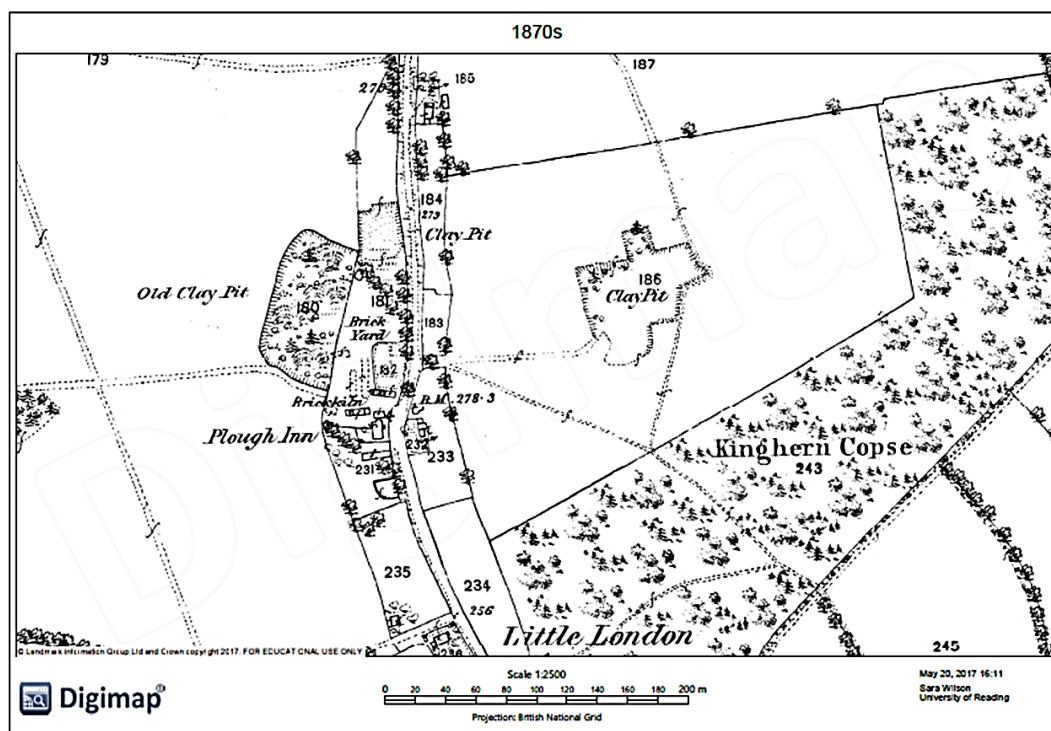 1870s
179
187
279
185
184
273
Clay Pit
186
Clay Pit
Old Clay Pit
180
181
183
Brick
Yard
182
Brickkiln
B.M. 278·3
Plough Inn
232
233
231
Kinghern Copse
243
235
234
256
Little London
236
245
© Landmark Information Group Ltd and Crown copyright 2017. FOR EDUCATIONAL USE ONLY
Digimap
Digimap®
Scale 1:2500
0 20 40 60 80 100 120 140 160 180 200 m
Projection: British National Grid
May 20, 2017 16:11
Sara Wilson
University of Reading